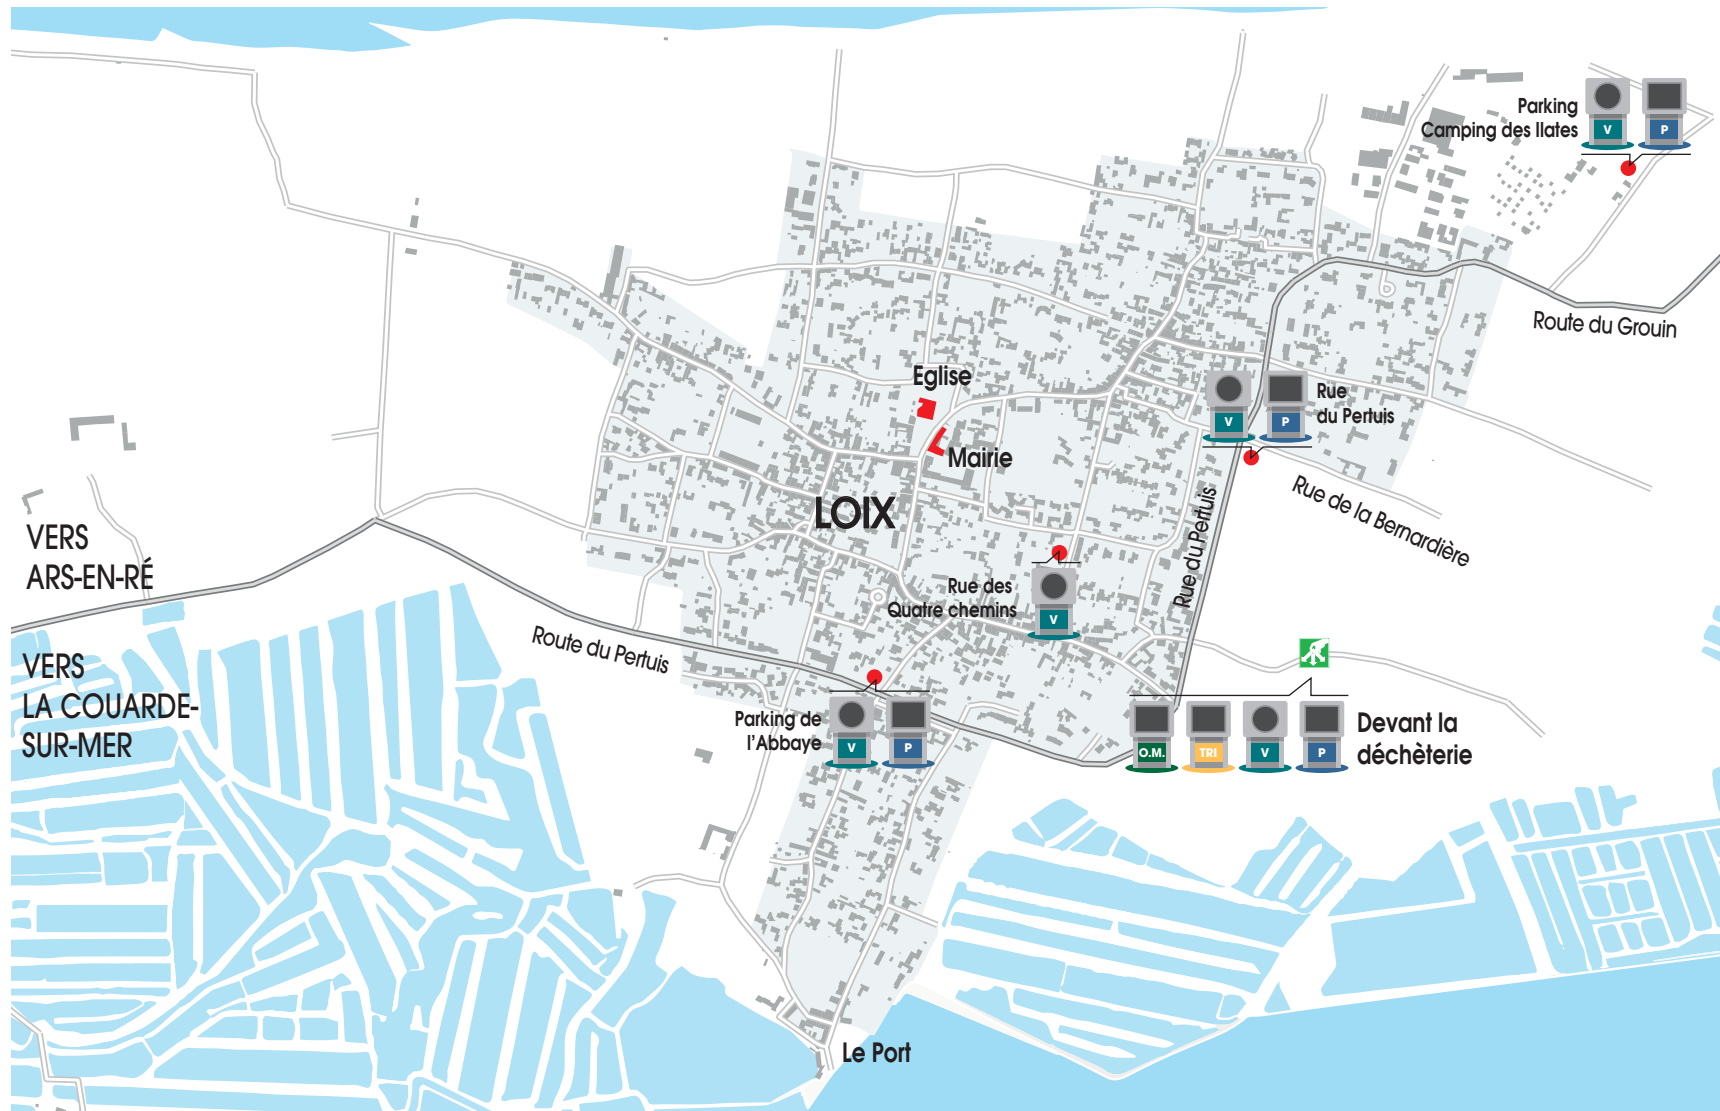 Parking
Camping des Ilates
V
P
Route du Grouin
Eglise
Rue
du Pertuis
V
P
Mairie
LOIX
Rue de la Bernardière
Rue du Pertuis
VERS
ARS-EN-RÉ
Rue des
Quatre chemins
V
Route du Pertuis
VERS
LA COUARDE-
SUR-MER
Parking de
l'Abbaye
V
P
O.M.
TRI
V
P
Devant la
déchèterie
Le Port